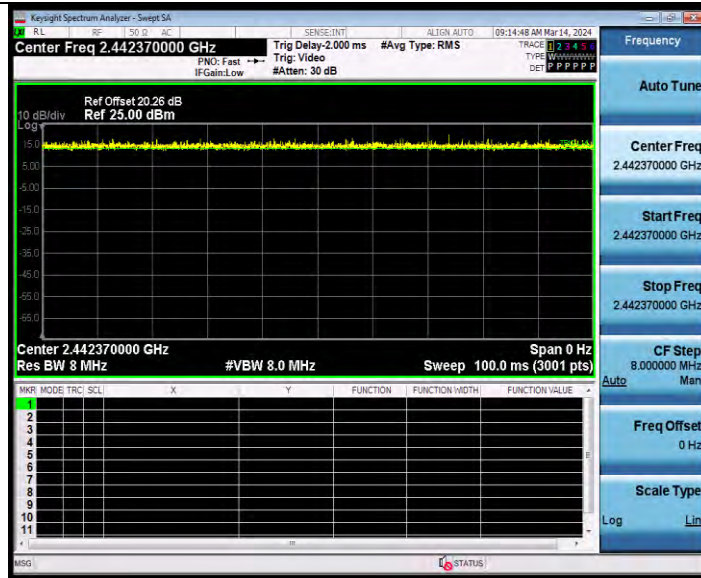 Keysight Spectrum Analyzer - Swept SA
RL RF 50 Ω AC SENSE:INT ALIGN AUTO 09:14:48 AM Mar 14, 2024
Center Freq 2.442370000 GHz
PNO: Fast
IFGain:Low
Trig Delay-2.000 ms
Trig: Video
#Atten: 30 dB
#Avg Type: RMS
TRACE 1 2 3 4 5 6
TYPE
DET P P P P P P
Ref Offset 20.26 dB
10 dB/div Ref 25.00 dBm
Log
15.0
5.00
-5.00
-15.0
-25.0
-35.0
-45.0
-55.0
-65.0
Center 2.442370000 GHz Span 0 Hz
Res BW 8 MHz #VBW 8.0 MHz Sweep 100.0 ms (3001 pts)
MKR MODE TRC SCL X Y FUNCTION FUNCTION WIDTH FUNCTION VALUE
1
2
3
4
5
6
7
8
9
10
11
MSG STATUS
Frequency
Auto Tune
Center Freq
2.442370000 GHz
Start Freq
2.442370000 GHz
Stop Freq
2.442370000 GHz
CF Step
8.000000 MHz
Auto Man
Freq Offset
0 Hz
Scale Type
Log Lin